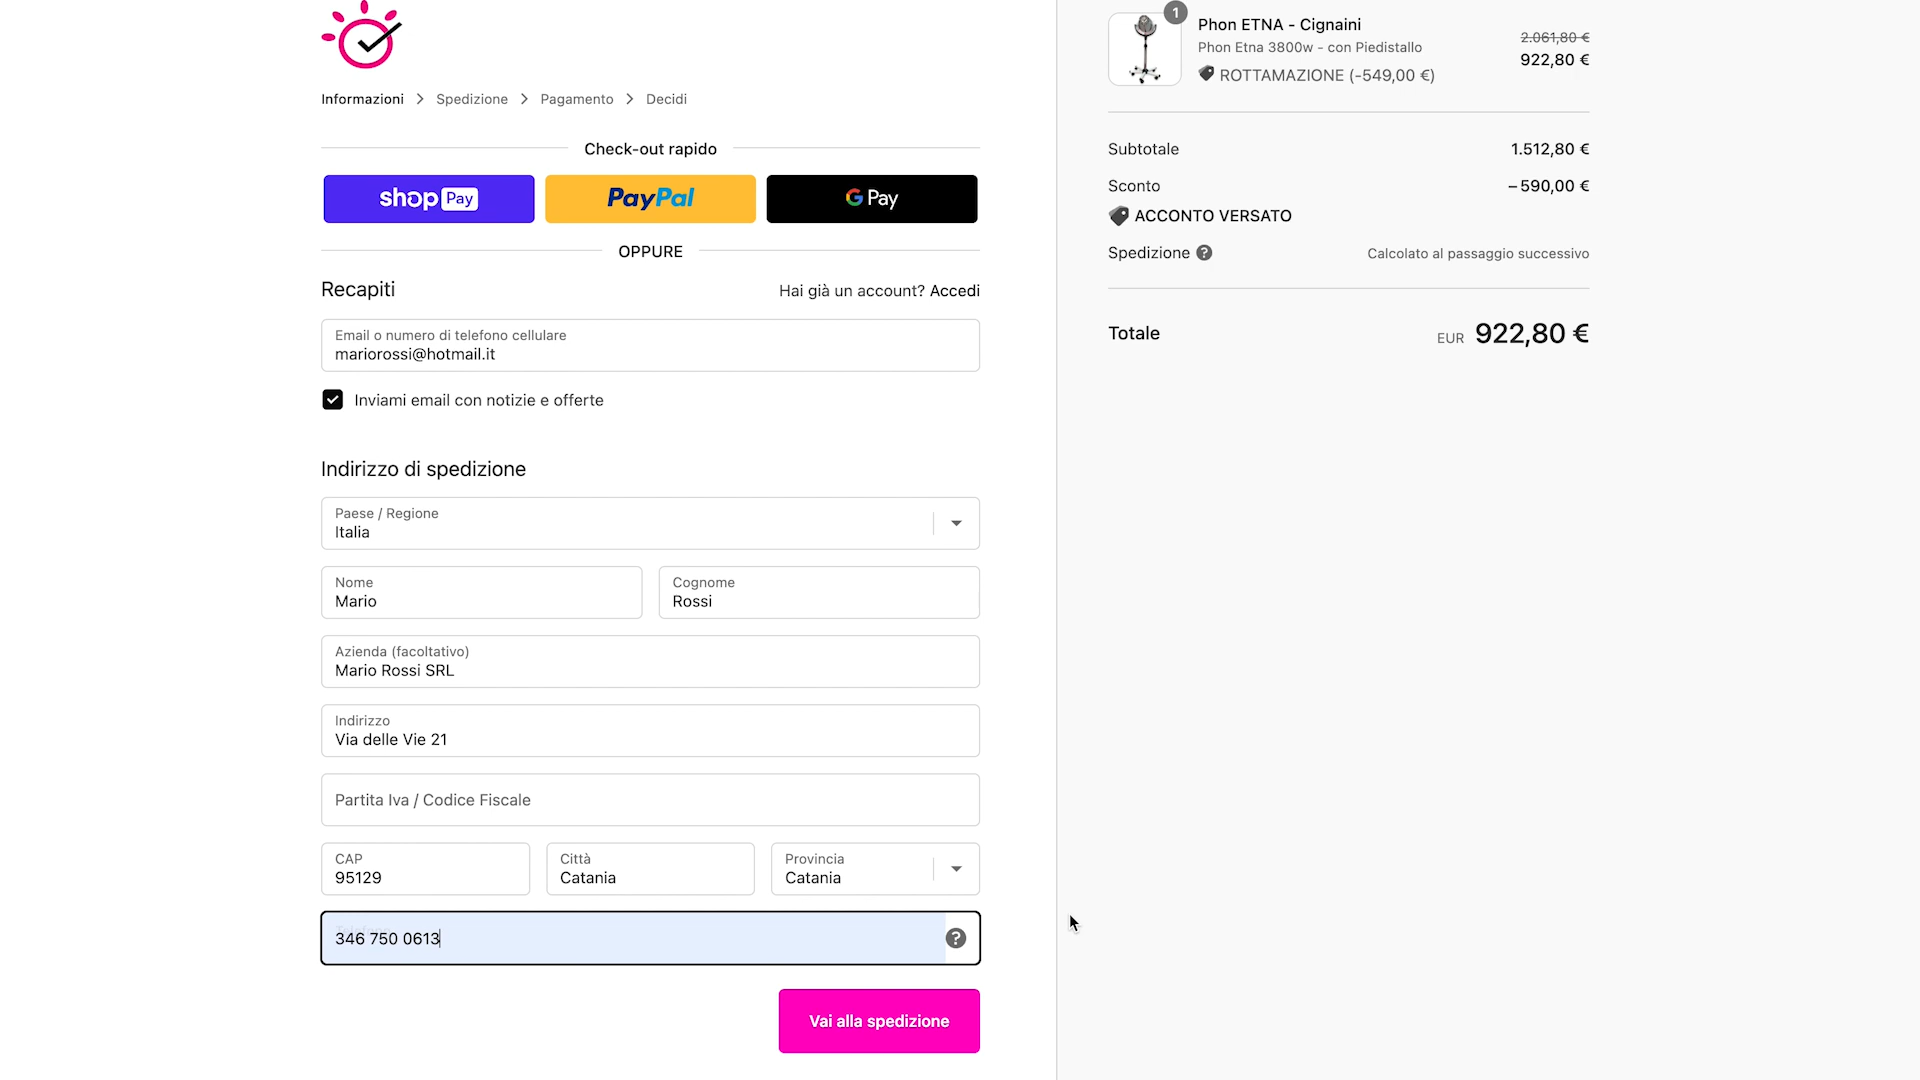 Informazioni > Spedizione > Pagamento > Decidi
Check-out rapido
shop Pay
PayPal
G Pay
OPPURE
Recapiti
Hai già un account? Accedi
Email o numero di telefono cellulare
mariorossi@hotmail.it
Inviami email con notizie e offerte
Indirizzo di spedizione
Paese / Regione
Italia
Nome
Mario
Cognome
Rossi
Azienda (facoltativo)
Mario Rossi SRL
Indirizzo
Via delle Vie 21
Partita Iva / Codice Fiscale
CAP
95129
Città
Catania
Provincia
Catania
346 750 0613
?
Vai alla spedizione
1
Phon ETNA - Cignaini
Phon Etna 3800w - con Piedistallo
ROTTAMAZIONE (-549,00 €)
2.061,80 €
922,80 €
Subtotale 1.512,80 €
Sconto – 590,00 €
ACCONTO VERSATO
Spedizione ? Calcolato al passaggio successivo
Totale EUR 922,80 €